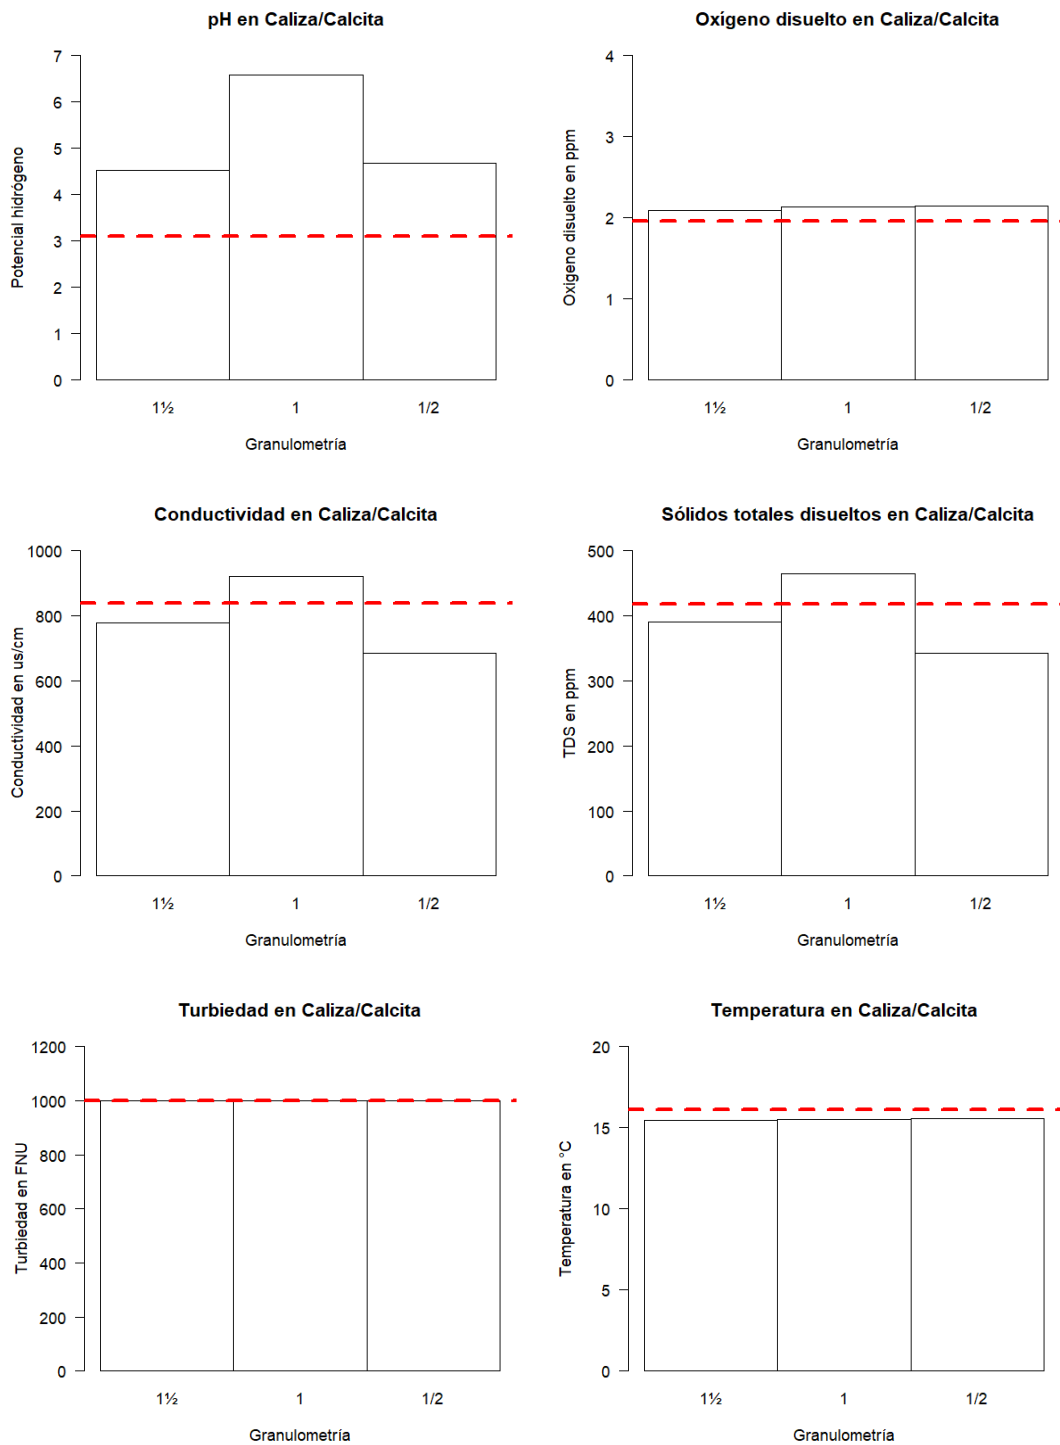 pH en Caliza/Calcita
Potencial hidrógeno
7
6
5
4
3
2
1
0
1½ 1 1/2
Granulometría
Oxígeno disuelto en Caliza/Calcita
Oxigeno disuelto en ppm
4
3
2
1
0
1½ 1 1/2
Granulometría
Conductividad en Caliza/Calcita
Conductividad en us/cm
1000
800
600
400
200
0
1½ 1 1/2
Granulometría
Sólidos totales disueltos en Caliza/Calcita
TDS en ppm
500
400
300
200
100
0
1½ 1 1/2
Granulometría
Turbiedad en Caliza/Calcita
Turbiedad en FNU
1200
1000
800
600
400
200
0
1½ 1 1/2
Granulometría
Temperatura en Caliza/Calcita
Temperatura en °C
20
15
10
5
0
1½ 1 1/2
Granulometría